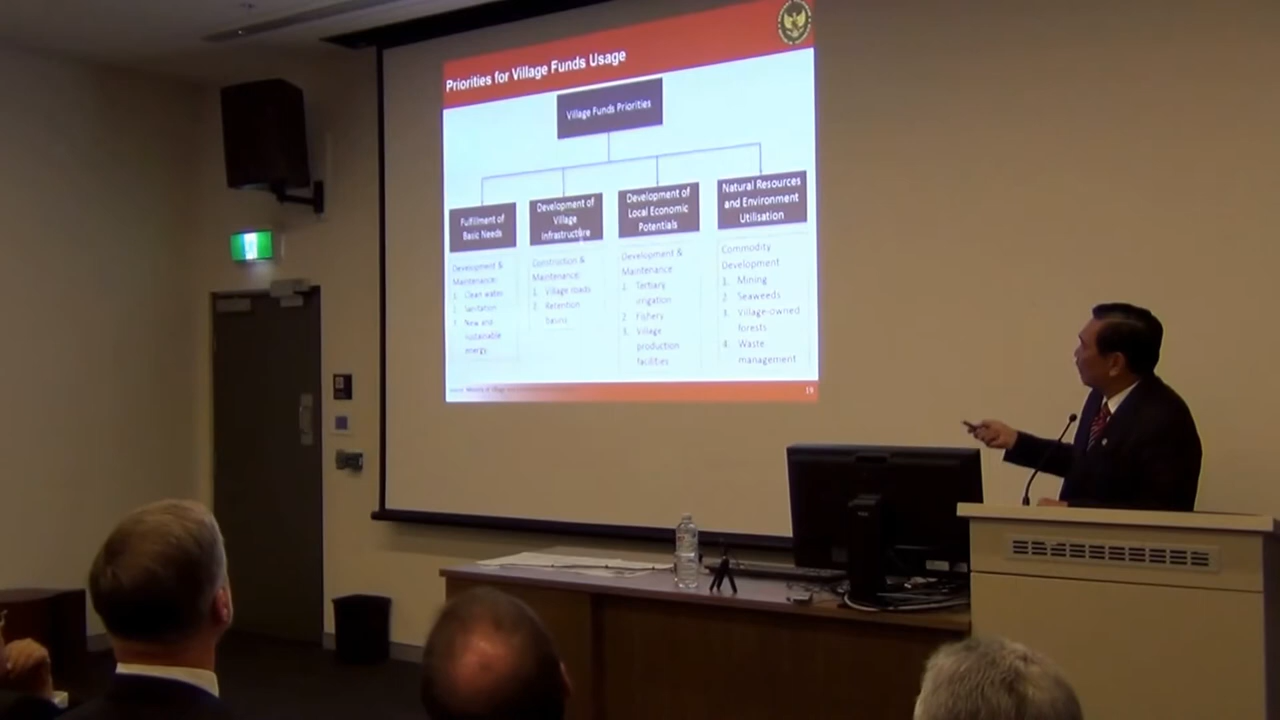 Priorities for Village Funds Usage
Village Funds Priorities
Fulfillment of
Basic Needs
Development &
Maintenance:
1. Clean water
2. Sanitation
3. New and
sustainable
energy
Development of
Village
Infrastructure
Construction &
Maintenance:
1. Village roads
2. Retention
basins
Development of
Local Economic
Potentials
Development &
Maintenance
1. Tertiary
irrigation
2. Fishery
3. Village
production
facilities
Natural Resources
and Environment
Utilisation
Commodity
Development
1. Mining
2. Seaweeds
3. Village-owned
forests
4. Waste
management
Ministry of Village
19